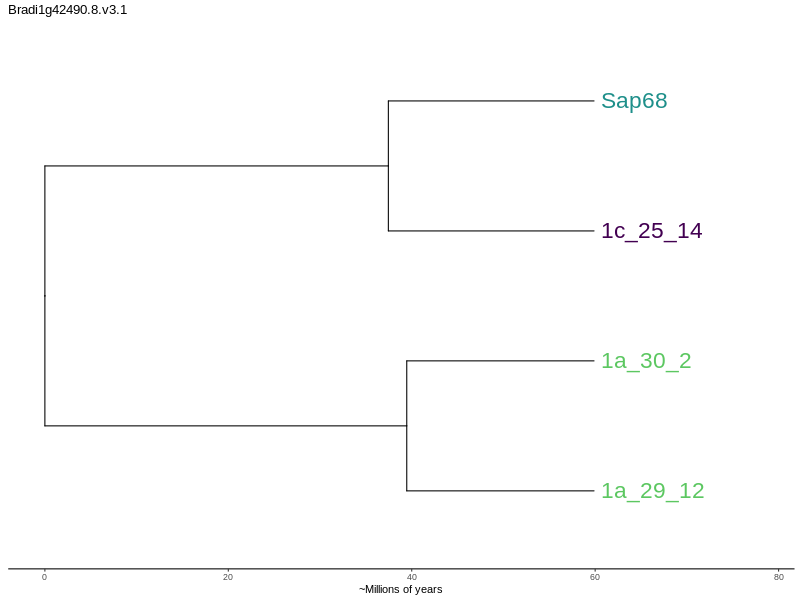 Bradi1g42490.8.v3.1
Sap68
1c_25_14
1a_30_2
1a_29_12
0 20 40 60 80
~Millions of years